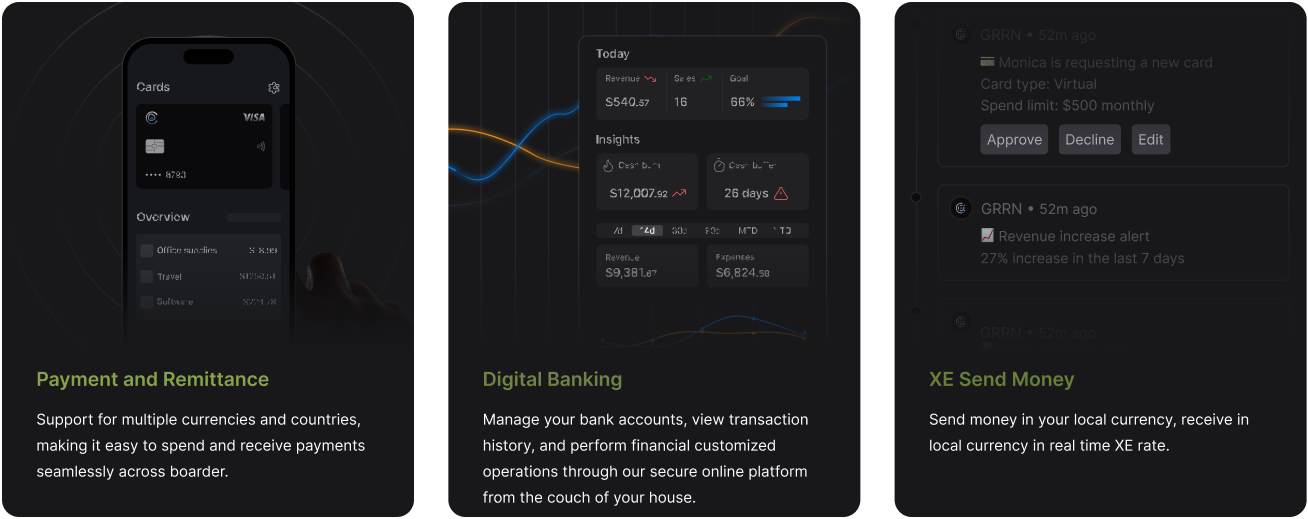 Cards
VISA
•••• 8793
Overview
Office supplies
Travel
Software
Payment and Remittance
Support for multiple currencies and countries,
making it easy to spend and receive payments
seamlessly across boarder.
Today
Revenue Sales Goal
$540.57 16 66%
Insights
Cash burn Cash buffer
$12,007.92 26 days
7d 14d 30d 90d MTD YTD
Revenue Expenses
$9,381.67 $6,824.58
Digital Banking
Manage your bank accounts, view transaction
history, and perform financial customized
operations through our secure online platform
from the couch of your house.
GRRN • 52m ago
💳 Monica is requesting a new card
Card type: Virtual
Spend limit: $500 monthly
Approve Decline Edit
GRRN • 52m ago
📈 Revenue increase alert
27% increase in the last 7 days
GRRN • 52m ago
XE Send Money
Send money in your local currency, receive in
local currency in real time XE rate.